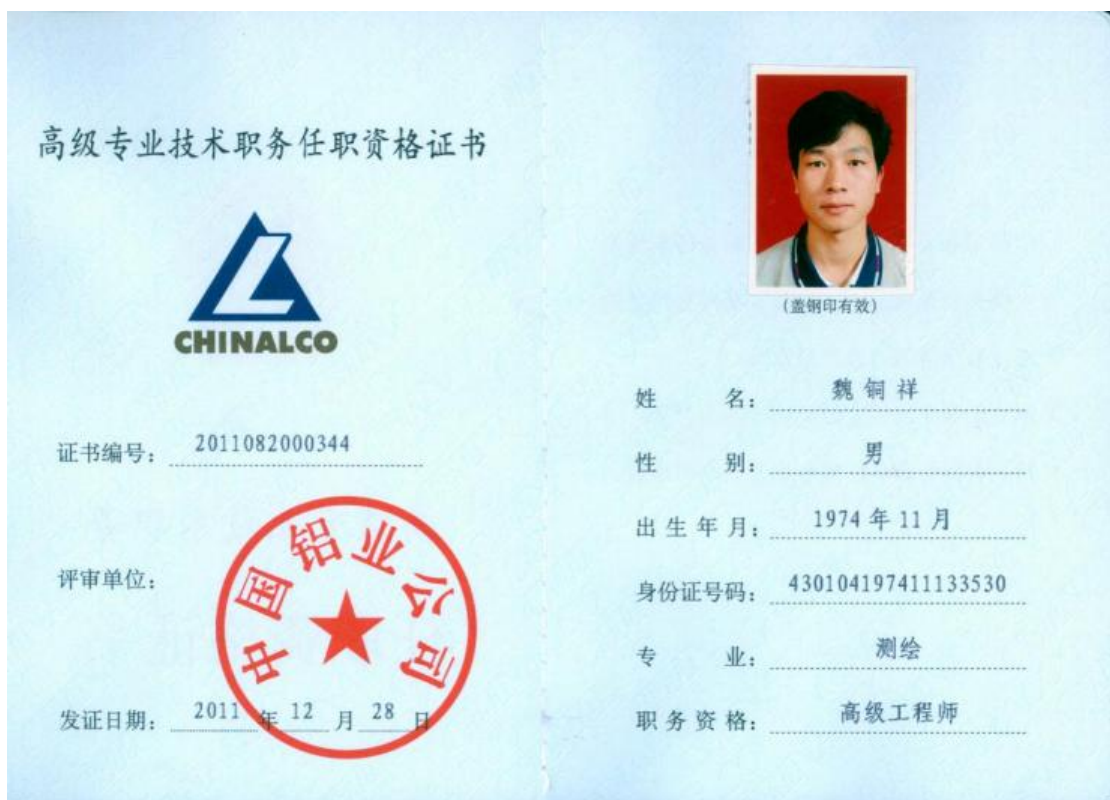 高级专业技术职务任职资格证书
CHINALCO
证书编号：2011082000344
评审单位：
中国铝业公司
发证日期：2011年12月28日
（盖钢印有效）
姓名：魏铜祥
性别：男
出生年月：1974年11月
身份证号码：430104197411133530
专业：测绘
职务资格：高级工程师